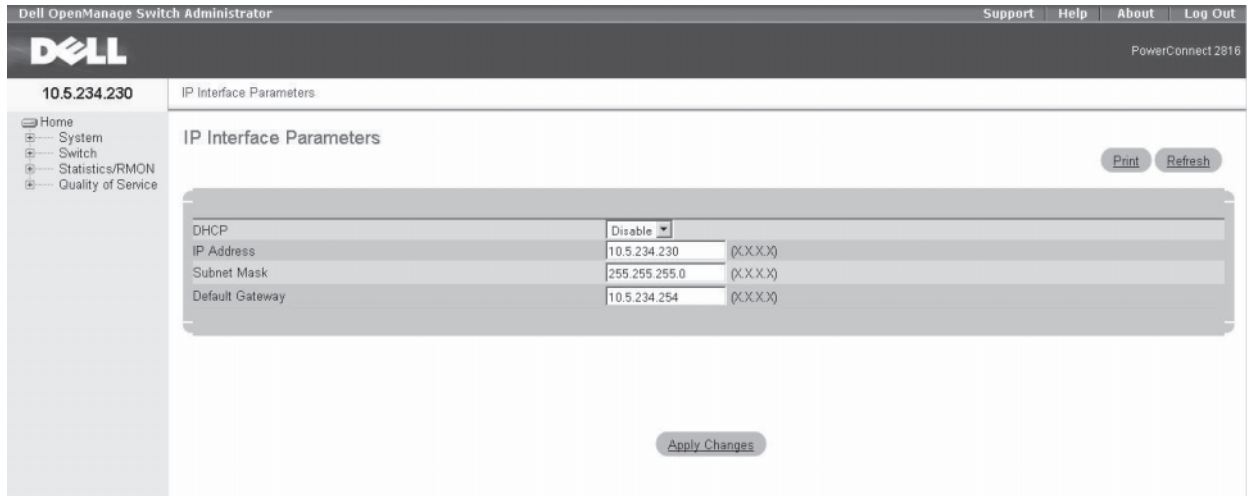 Dell OpenManage Switch Administrator Support Help About Log Out
DELL
PowerConnect 2816
10.5.234.230
IP Interface Parameters
Home
System
Switch
Statistics/RMON
Quality of Service
IP Interface Parameters
Print Refresh
DHCP Disable
IP Address 10.5.234.230 (X.X.X.X)
Subnet Mask 255.255.255.0 (X.X.X.X)
Default Gateway 10.5.234.254 (X.X.X.X)
Apply Changes